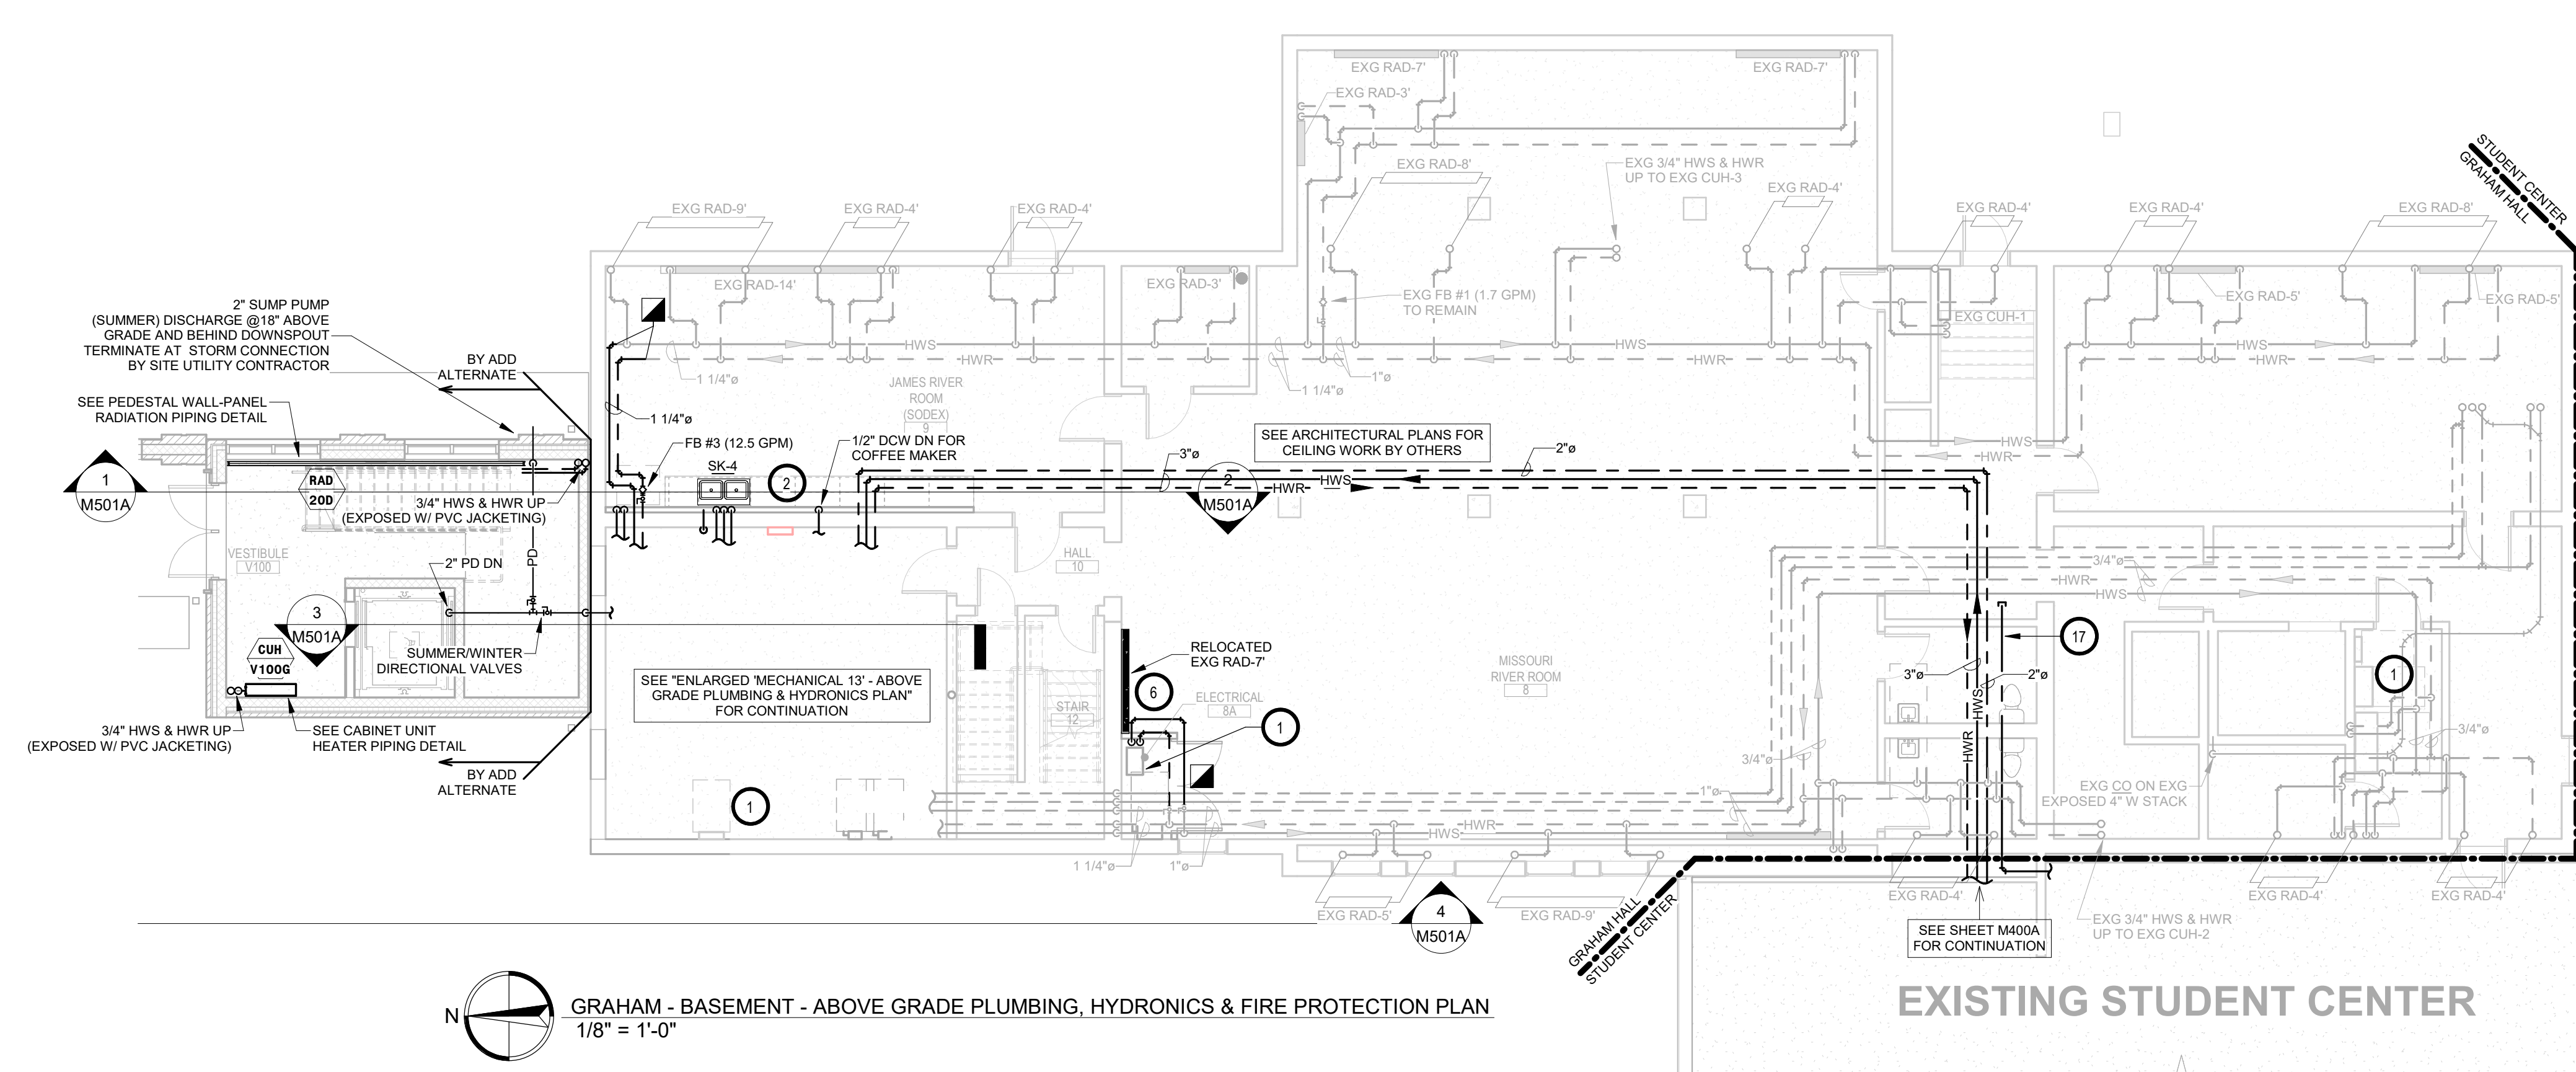 EXG RAD-7'
EXG RAD-7'
EXG RAD-3'
EXG RAD-8'
EXG 3/4" HWS & HWR
UP TO EXG CUH-3
EXG RAD-4'
STUDENT CENTER
GRAHAM HALL
EXG RAD-9'
EXG RAD-4'
EXG RAD-4'
EXG RAD-4'
EXG RAD-4'
EXG RAD-8'
EXG RAD-14'
EXG RAD-3'
EXG FB #1 (1.7 GPM)
TO REMAIN
EXG CUH-1
EXG RAD-5'
EXG RAD-5'
2" SUMP PUMP
(SUMMER) DISCHARGE @18" ABOVE
GRADE AND BEHIND DOWNSPOUT
TERMINATE AT STORM CONNECTION
BY SITE UTILITY CONTRACTOR
BY ADD
ALTERNATE
HWS
HWR
HWS
HWR
HWS
HWR
1 1/4"ø
1 1/4"ø
1"ø
JAMES RIVER
ROOM
(SODEX)
9
SEE PEDESTAL WALL-PANEL
RADIATION PIPING DETAIL
1 1/4"ø
FB #3 (12.5 GPM)
SK-4
2
1/2" DCW DN FOR
COFFEE MAKER
SEE ARCHITECTURAL PLANS FOR
CEILING WORK BY OTHERS
3"ø
2"ø
HWS
HWR
1
M501A
RAD
20D
3/4" HWS & HWR UP
(EXPOSED W/ PVC JACKETING)
2
M501A
HWR
HWS
VESTIBULE
V100
2" PD DN
PD
HALL
10
3/4"ø
HWR
HWS
3
M501A
CUH
V100G
SUMMER/WINTER
DIRECTIONAL VALVES
17
RELOCATED
EXG RAD-7'
6
ELECTRICAL
8A
1
STAIR
12
MISSOURI
RIVER ROOM
8
SEE "ENLARGED 'MECHANICAL 13' - ABOVE
GRADE PLUMBING & HYDRONICS PLAN"
FOR CONTINUATION
3"ø
2"ø
HWS
HWR
1
3/4"ø
3/4"ø
3/4" HWS & HWR UP
(EXPOSED W/ PVC JACKETING)
SEE CABINET UNIT
HEATER PIPING DETAIL
BY ADD
ALTERNATE
1
EXG CO ON EXG
EXPOSED 4" W STACK
1"ø
HWR
HWS
1 1/4"ø
1"ø
EXG RAD-5'
EXG RAD-9'
EXG RAD-4'
EXG RAD-4'
EXG RAD-4'
4
M501A
GRAHAM HALL
STUDENT CENTER
SEE SHEET M400A
FOR CONTINUATION
EXG 3/4" HWS & HWR
UP TO EXG CUH-2
N
GRAHAM - BASEMENT - ABOVE GRADE PLUMBING, HYDRONICS & FIRE PROTECTION PLAN
1/8" = 1'-0"
EXISTING STUDENT CENTER